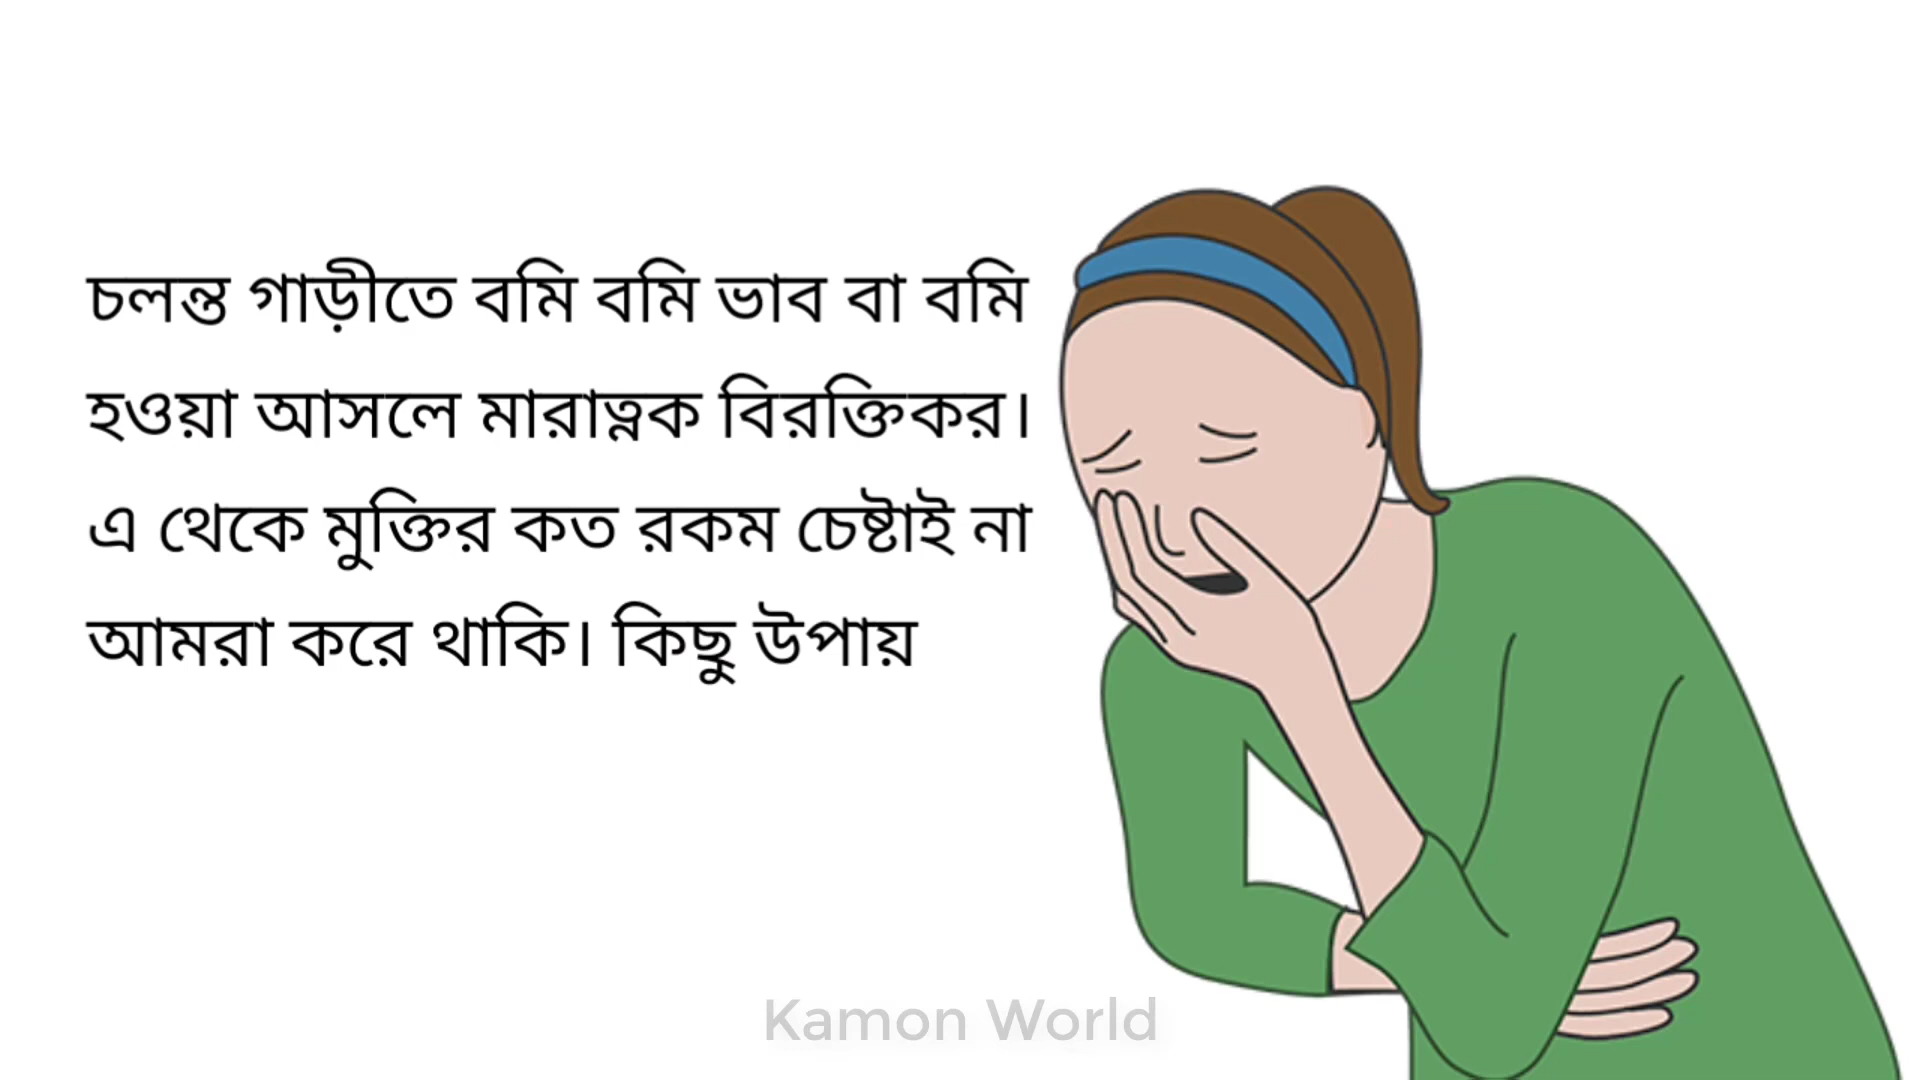 চলন্ত গাড়ীতে বমি বমি ভাব বা বমি
হওয়া আসলে মারাত্নক বিরক্তিকর।
এ থেকে মুক্তির কত রকম চেষ্টাই না
আমরা করে থাকি। কিছু উপায়
Kamon World